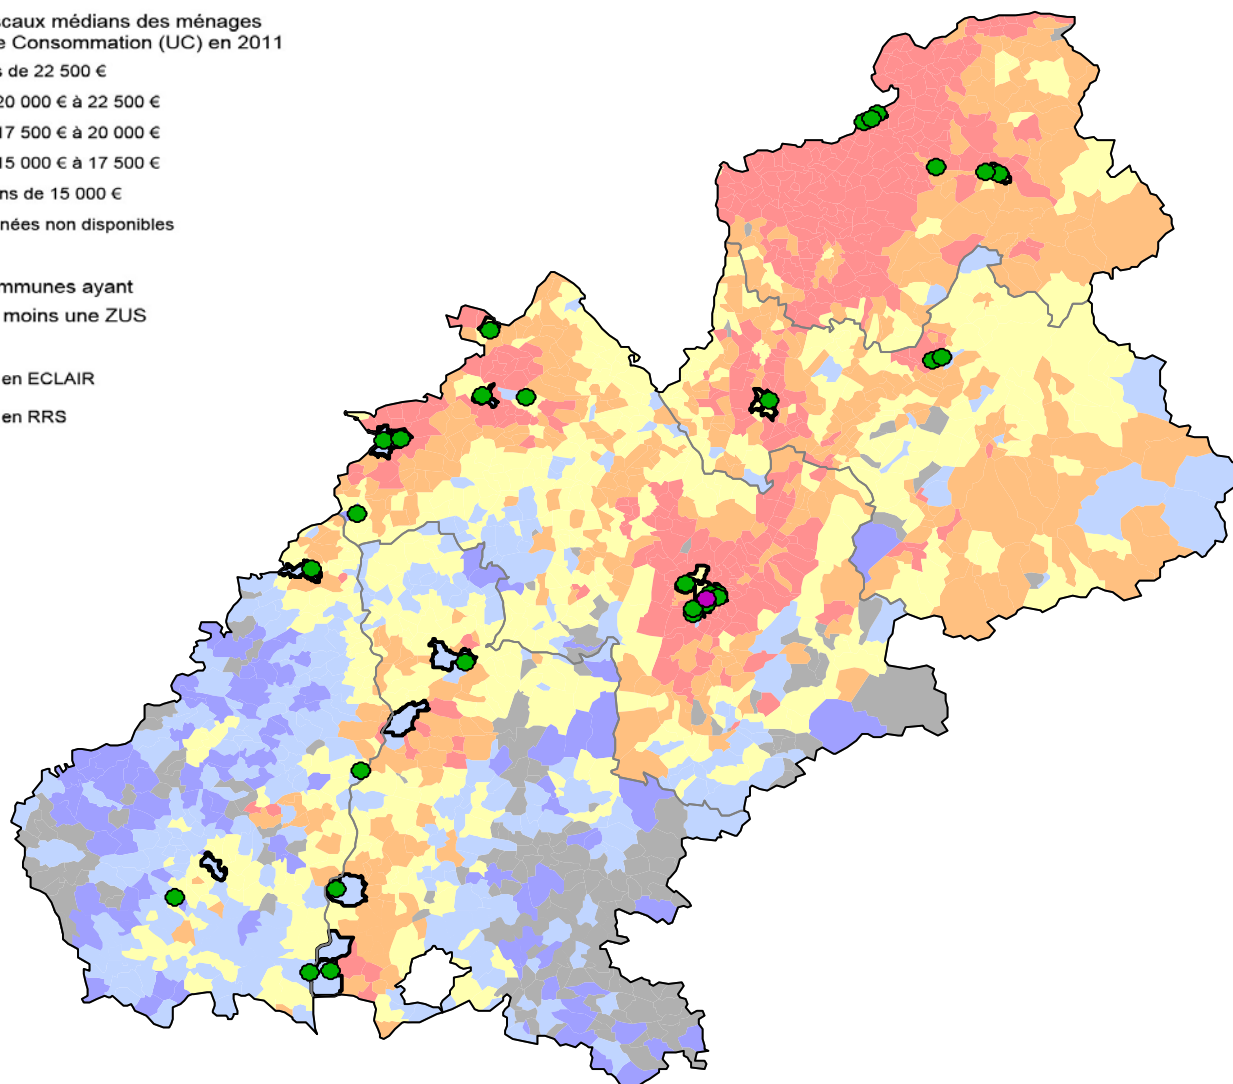 scaux médians des ménages
e Consommation (UC) en 2011
s de 22 500 €
20 000 € à 22 500 €
17 500 € à 20 000 €
15 000 € à 17 500 €
ns de 15 000 €
nées non disponibles
mmunes ayant
moins une ZUS
en ECLAIR
en RRS